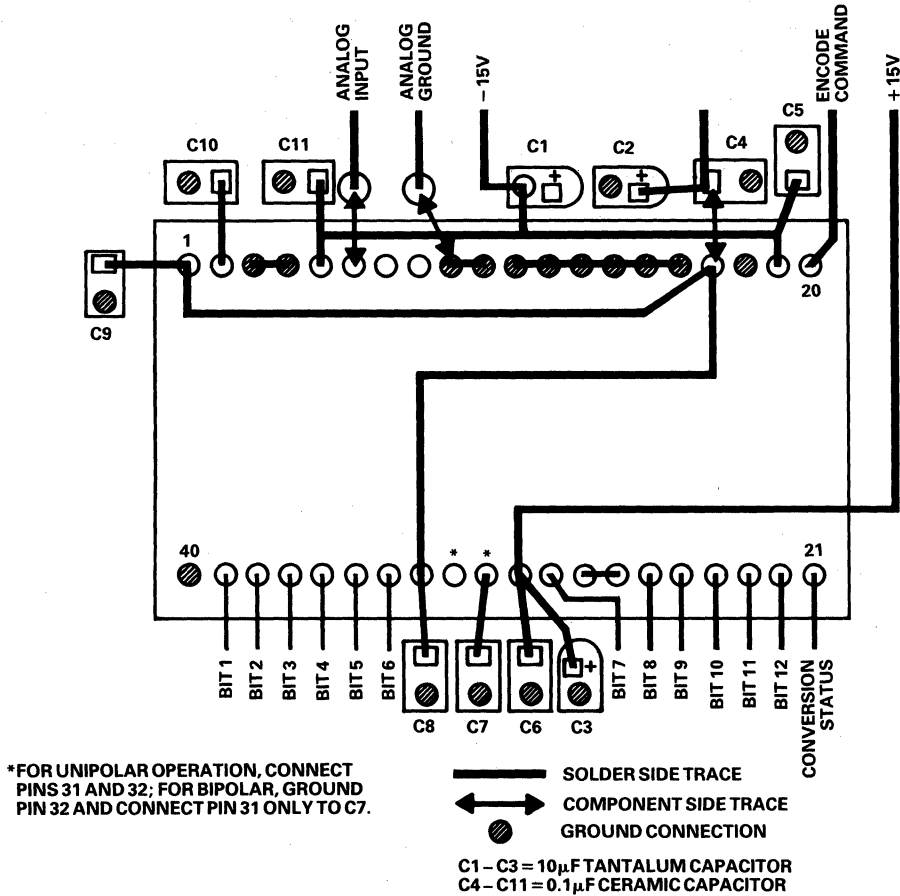 ANALOG
INPUT
ANALOG
GROUND
−15V
ENCODE
COMMAND
+15V
C10
C11
C1
+
C2
+
C4
C5
C9
1
20
40
*
*
21
BIT 1
BIT 2
BIT 3
BIT 4
BIT 5
BIT 6
C8
C7
C6
+
C3
BIT 7
BIT 8
BIT 9
BIT 10
BIT 11
BIT 12
CONVERSION
STATUS
*FOR UNIPOLAR OPERATION, CONNECT
PINS 31 AND 32; FOR BIPOLAR, GROUND
PIN 32 AND CONNECT PIN 31 ONLY TO C7.
SOLDER SIDE TRACE
COMPONENT SIDE TRACE
GROUND CONNECTION
C1–C3 = 10µF TANTALUM CAPACITOR
C4–C11 = 0.1µF CERAMIC CAPACITOR